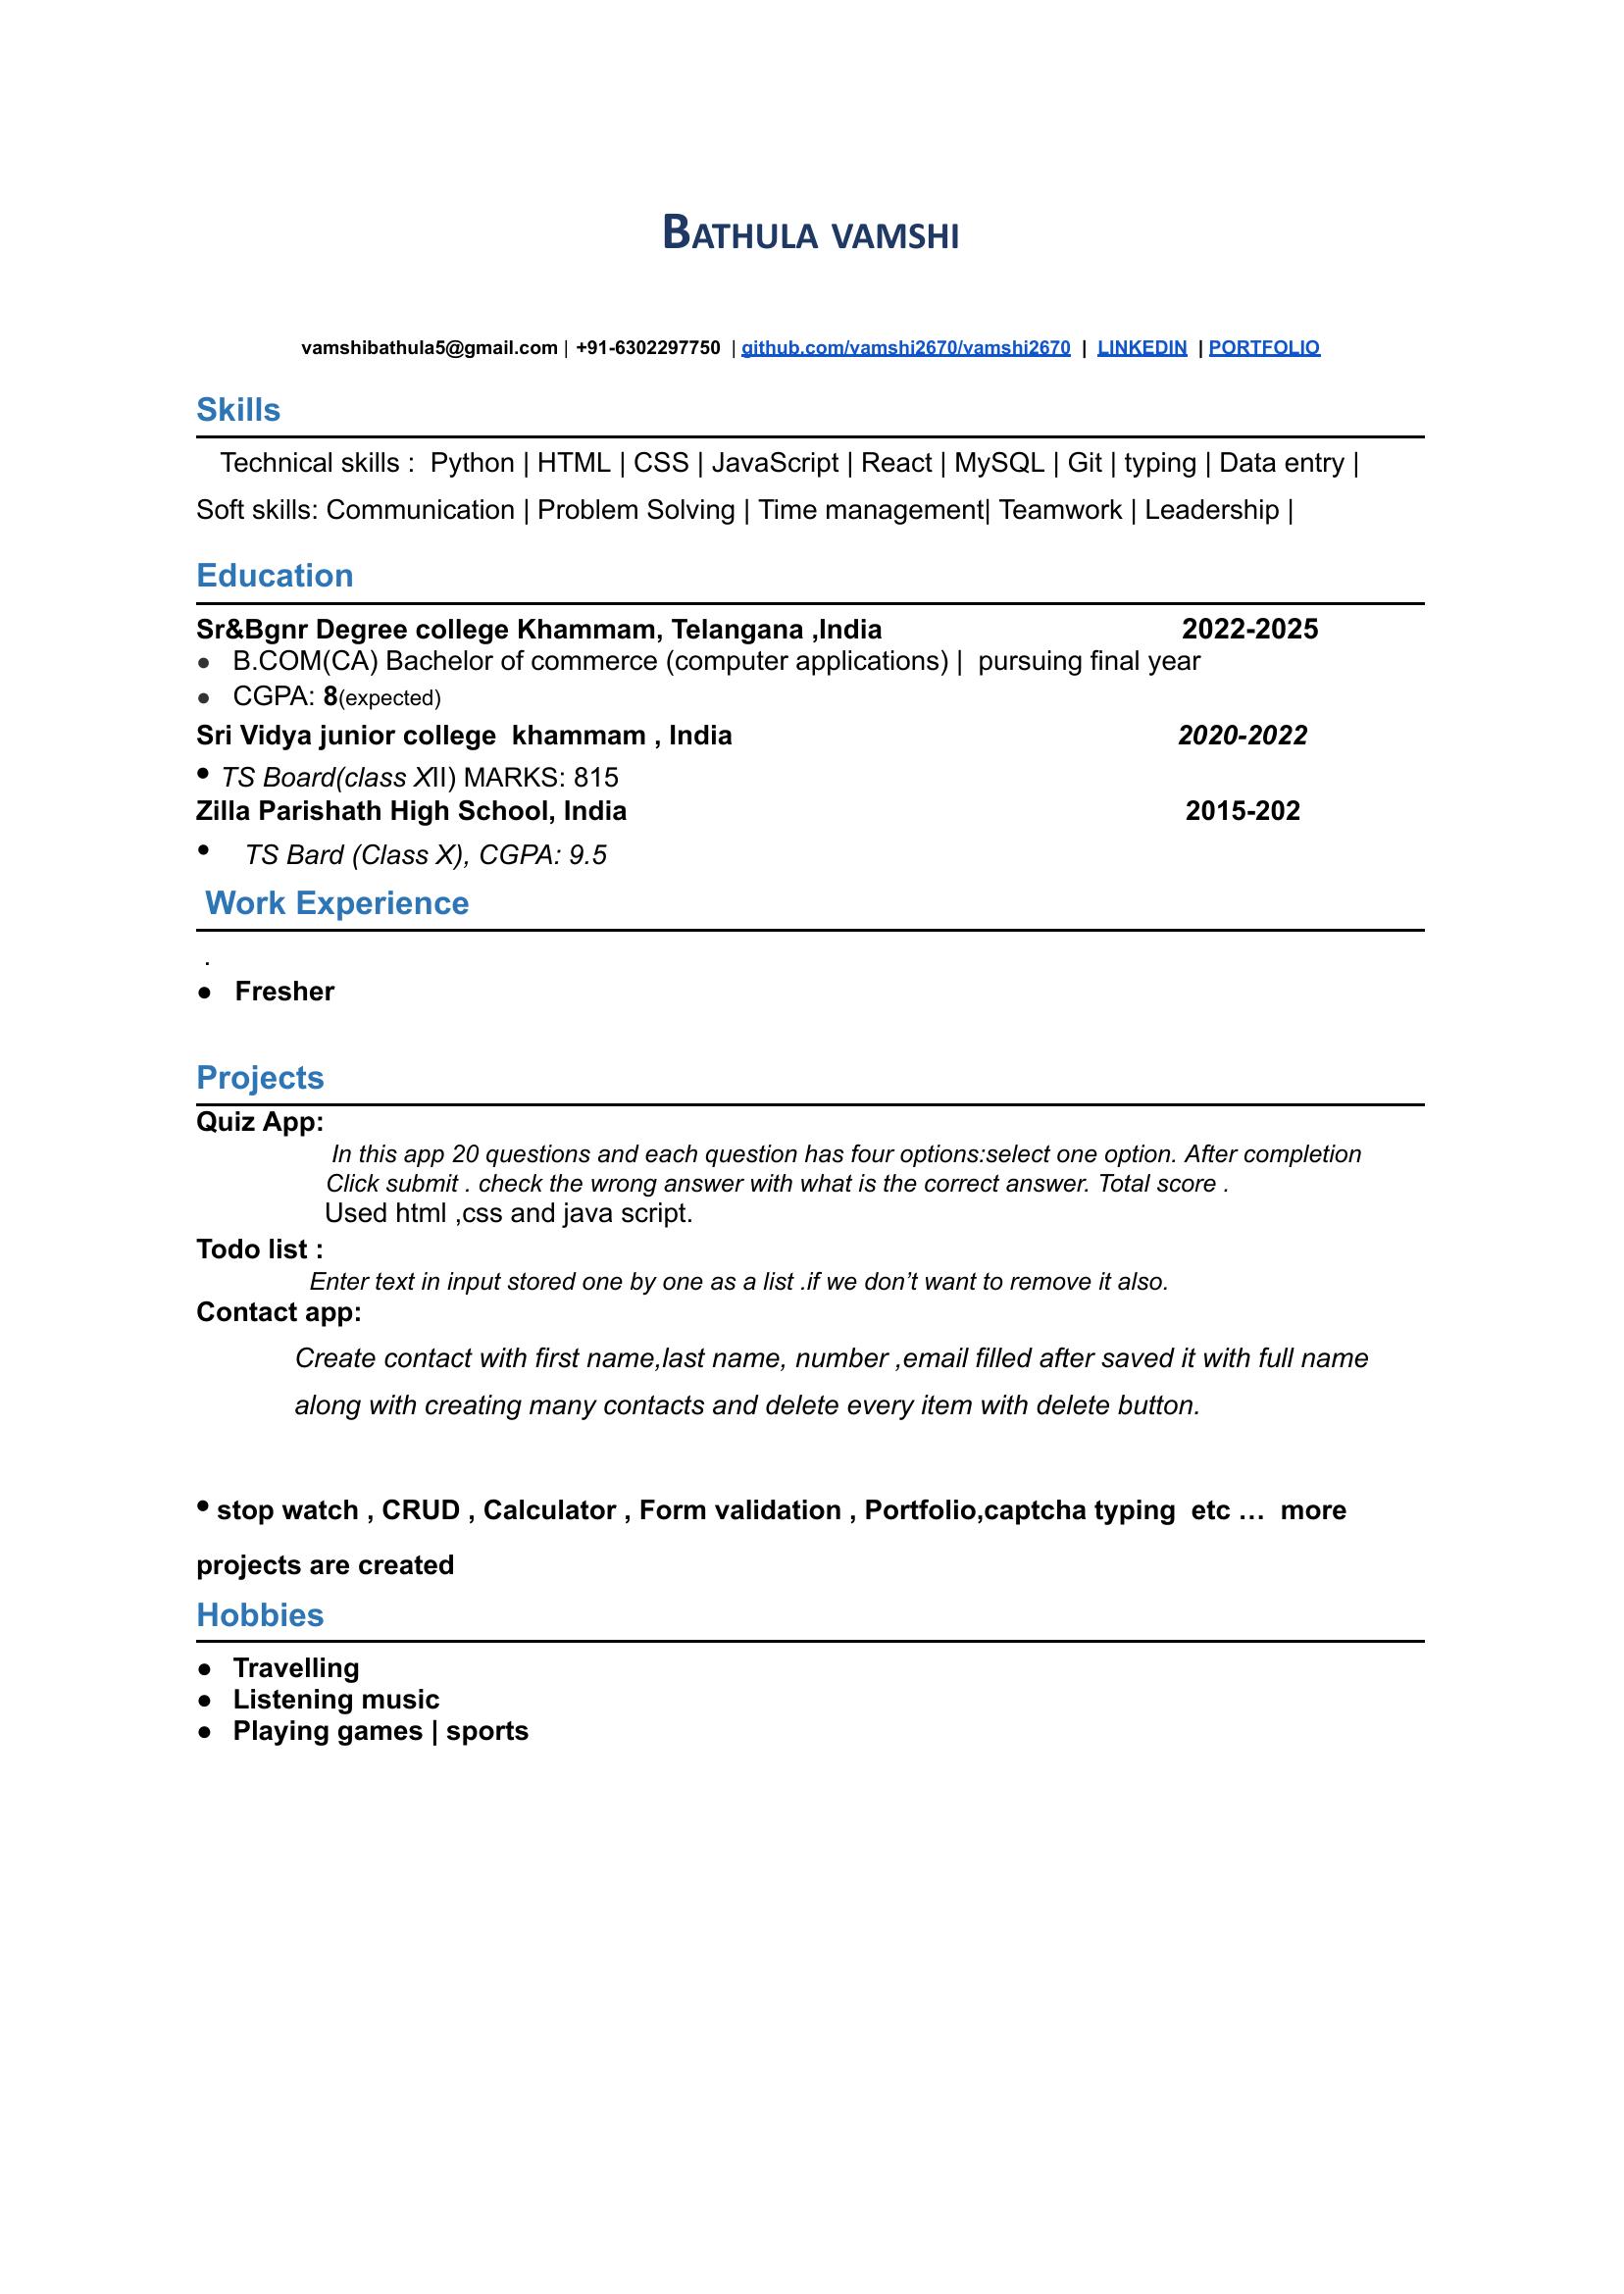 Bathula vamshi
vamshibathula5@gmail.com | +91-6302297750 | github.com/vamshi2670/vamshi2670 | LINKEDIN | PORTFOLIO
Skills
Technical skills : Python | HTML | CSS | JavaScript | React | MySQL | Git | typing | Data entry |
Soft skills: Communication | Problem Solving | Time management| Teamwork | Leadership |
Education
Sr&Bgnr Degree college Khammam, Telangana ,India 2022-2025
● B.COM(CA) Bachelor of commerce (computer applications) | pursuing final year
● CGPA: 8(expected)
Sri Vidya junior college khammam , India 2020-2022
● TS Board(class XII) MARKS: 815
Zilla Parishath High School, India 2015-202
● TS Bard (Class X), CGPA: 9.5
Work Experience
.
● Fresher
Projects
Quiz App:
In this app 20 questions and each question has four options:select one option. After completion
Click submit . check the wrong answer with what is the correct answer. Total score .
Used html ,css and java script.
Todo list :
Enter text in input stored one by one as a list .if we don’t want to remove it also.
Contact app:
Create contact with first name,last name, number ,email filled after saved it with full name
along with creating many contacts and delete every item with delete button.
● stop watch , CRUD , Calculator , Form validation , Portfolio,captcha typing etc … more
projects are created
Hobbies
● Travelling
● Listening music
● Playing games | sports